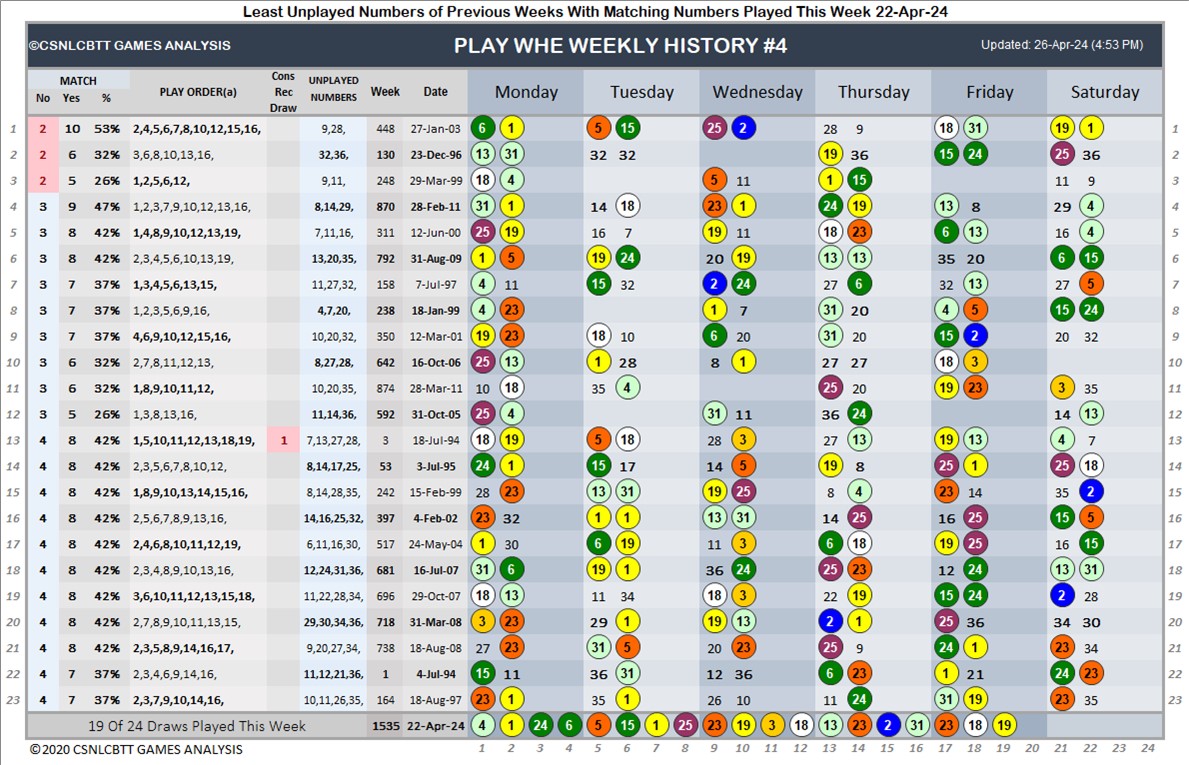 Least Unplayed Numbers of Previous Weeks With Matching Numbers Played This Week 22-Apr-24
©CSNLCBTT GAMES ANALYSIS PLAY WHE WEEKLY HISTORY #4 Updated: 26-Apr-24 (4:53 PM)
MATCH PLAY ORDER(a) Cons Rec Draw UNPLAYED NUMBERS Week Date Monday Tuesday Wednesday Thursday Friday Saturday
No Yes %
1 2 10 53% 2,4,5,6,7,8,10,12,15,16, 9,28, 448 27-Jan-03 6 1 5 15 25 2 28 9 18 31 19 1 1
2 2 6 32% 3,6,8,10,13,16, 32,36, 130 23-Dec-96 13 31 32 32 19 36 15 24 25 36 2
3 2 5 26% 1,2,5,6,12, 9,11, 248 29-Mar-99 18 4 5 11 1 15 11 9 3
4 3 9 47% 1,2,3,7,9,10,12,13,16, 8,14,29, 870 28-Feb-11 31 1 14 18 23 1 24 19 13 8 29 4 4
5 3 8 42% 1,4,8,9,10,12,13,19, 7,11,16, 311 12-Jun-00 25 19 16 7 19 11 18 23 6 13 16 4 5
6 3 8 42% 2,3,4,5,6,10,13,19, 13,20,35, 792 31-Aug-09 1 5 19 24 20 19 13 13 35 20 6 15 6
7 3 7 37% 1,3,4,5,6,13,15, 11,27,32, 158 7-Jul-97 4 11 15 32 2 24 27 6 32 13 27 5 7
8 3 7 37% 1,2,3,5,6,9,16, 4,7,20, 238 18-Jan-99 4 23 1 7 31 20 4 5 15 24 8
9 3 7 37% 4,6,9,10,12,15,16, 10,20,32, 350 12-Mar-01 19 23 18 10 6 20 31 20 15 2 20 32 9
10 3 6 32% 2,7,8,11,12,13, 8,27,28, 642 16-Oct-06 25 13 1 28 8 1 27 27 18 3 10
11 3 6 32% 1,8,9,10,11,12, 10,20,35, 874 28-Mar-11 10 18 35 4 25 20 19 23 3 35 11
12 3 5 26% 1,3,8,13,16, 11,14,36, 592 31-Oct-05 25 4 31 11 36 24 14 13 12
13 4 8 42% 1,5,10,11,12,13,18,19, 1 7,13,27,28, 3 18-Jul-94 18 19 5 18 28 3 27 13 19 13 4 7 13
14 4 8 42% 2,3,5,6,7,8,10,12, 8,14,17,25, 53 3-Jul-95 24 1 15 17 14 5 19 8 25 1 25 18 14
15 4 8 42% 1,8,9,10,13,14,15,16, 8,14,28,35, 242 15-Feb-99 28 23 13 31 19 25 8 4 23 14 35 2 15
16 4 8 42% 2,5,6,7,8,9,13,16, 14,16,25,32, 397 4-Feb-02 23 32 1 1 13 31 14 25 16 25 15 5 16
17 4 8 42% 2,4,6,8,10,11,12,19, 6,11,16,30, 517 24-May-04 1 30 6 19 11 3 6 18 19 25 16 15 17
18 4 8 42% 2,3,4,8,9,10,13,16, 12,24,31,36, 681 16-Jul-07 31 6 19 1 36 24 25 23 12 24 13 31 18
19 4 8 42% 3,6,10,11,12,13,15,18, 11,22,28,34, 696 29-Oct-07 18 13 11 34 18 3 22 19 15 24 2 28 19
20 4 8 42% 2,7,8,9,10,11,13,15, 29,30,34,36, 718 31-Mar-08 3 23 29 1 19 13 2 1 25 36 34 30 20
21 4 8 42% 2,3,5,8,9,14,16,17, 9,20,27,34, 738 18-Aug-08 27 23 31 5 20 23 25 9 24 1 23 34 21
22 4 7 37% 2,3,4,6,9,14,16, 11,12,21,36, 1 4-Jul-94 15 11 36 31 12 36 6 23 1 21 24 23 22
23 4 7 37% 2,3,7,9,10,14,16, 10,11,26,35, 164 18-Aug-97 23 1 35 1 26 10 11 24 31 19 23 35 23
19 Of 24 Draws Played This Week 1535 22-Apr-24 4 1 24 6 5 15 1 25 23 19 3 18 13 23 2 31 23 18 19
© 2020 CSNLCBTT GAMES ANALYSIS 1 2 3 4 5 6 7 8 9 10 11 12 13 14 15 16 17 18 19 20 21 22 23 24